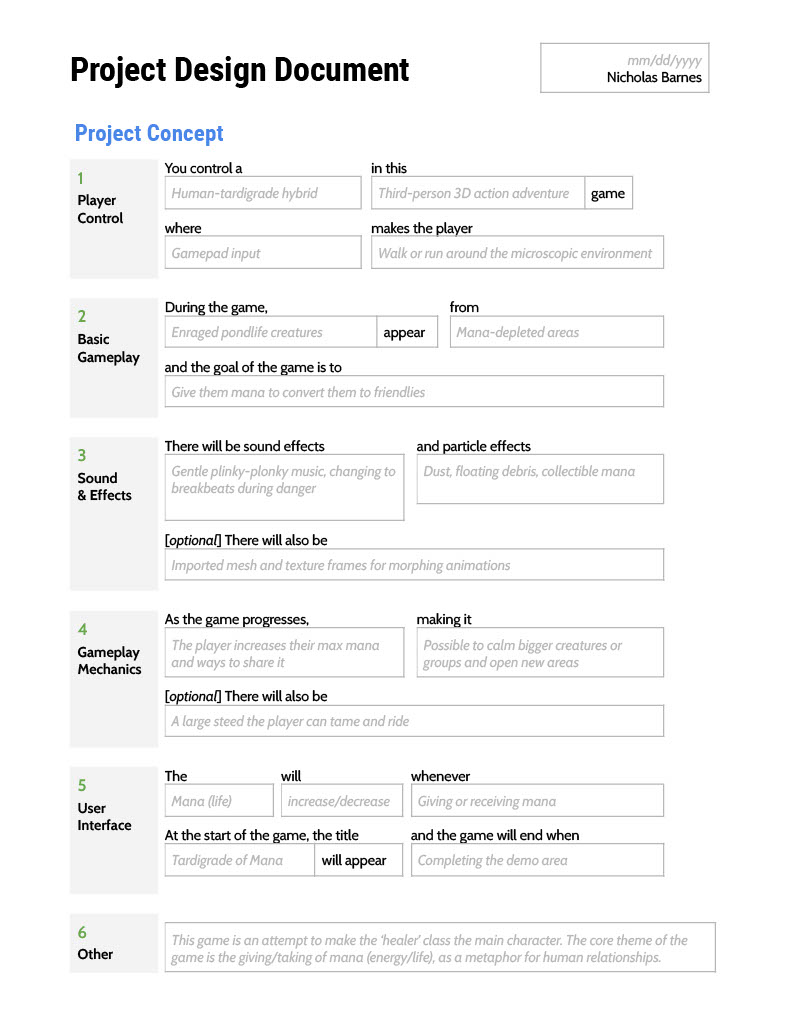 Project Design Document
mm/dd/yyyy
Nicholas Barnes
Project Concept
1
Player
Control
You control a
Human-tardigrade hybrid
in this
Third-person 3D action adventure
game
where
Gamepad input
makes the player
Walk or run around the microscopic environment
2
Basic
Gameplay
During the game,
Enraged pondlife creatures
appear
from
Mana-depleted areas
and the goal of the game is to
Give them mana to convert them to friendlies
3
Sound
& Effects
There will be sound effects
Gentle plinky-plonky music, changing to
breakbeats during danger
and particle effects
Dust, floating debris, collectible mana
[optional] There will also be
Imported mesh and texture frames for morphing animations
4
Gameplay
Mechanics
As the game progresses,
The player increases their max mana
and ways to share it
making it
Possible to calm bigger creatures or
groups and open new areas
[optional] There will also be
A large steed the player can tame and ride
5
User
Interface
The
Mana (life)
will
increase/decrease
whenever
Giving or receiving mana
At the start of the game, the title
Tardigrade of Mana
will appear
and the game will end when
Completing the demo area
6
Other
This game is an attempt to make the ‘healer’ class the main character. The core theme of the
game is the giving/taking of mana (energy/life), as a metaphor for human relationships.